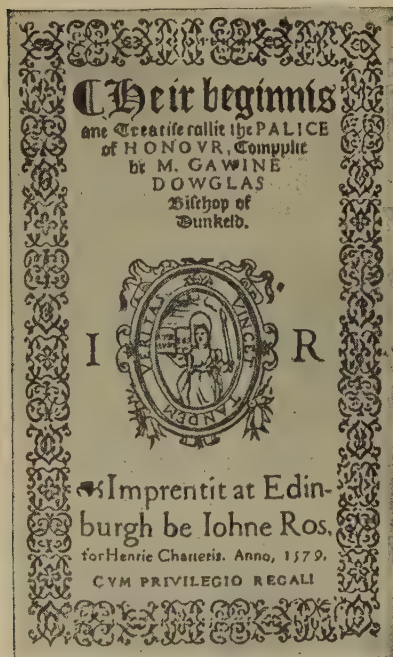 Heir beginnis
ane Treatise callit the PALICE
of HONOVR, Compylit
be M. GAWINE
DOWGLAS
Bischop of
Dunkeld.
VERITAS VINCET TANDEM
I R
Imprentit at Edin-
burgh be Iohne Ros,
for Henrie Charteris. Anno, 1579.
CVM PRIVILEGIO REGALI